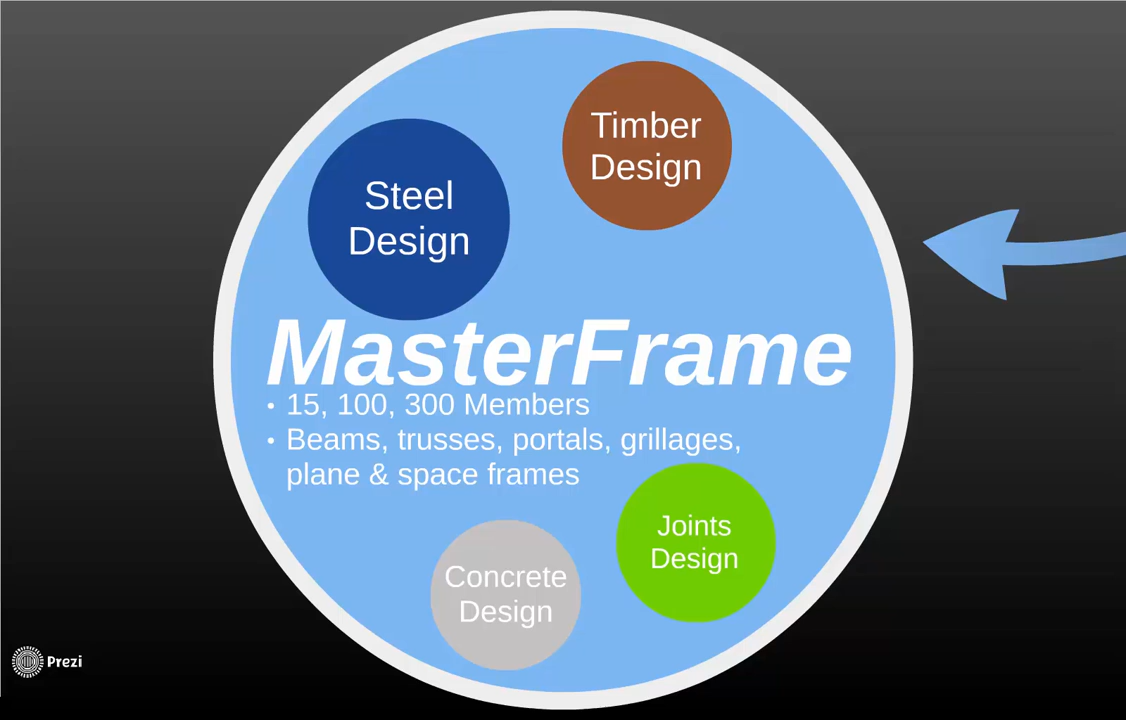 Timber
Design
Steel
Design
MasterFrame
• 15, 100, 300 Members
• Beams, trusses, portals, grillages,
plane & space frames
Joints
Design
Concrete
Design
Prezi